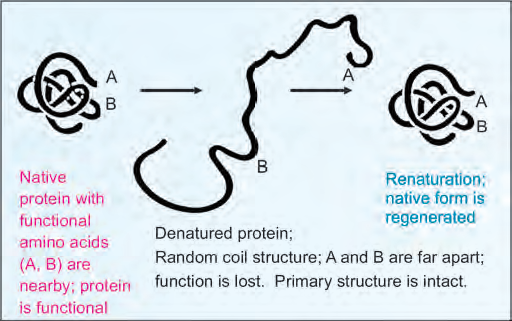 A
B
A
B
A
B
Native
protein with
functional
amino acids
(A, B) are
nearby; protein
is functional
Denatured protein;
Random coil structure; A and B are far apart;
function is lost. Primary structure is intact.
Renaturation;
native form is
regenerated